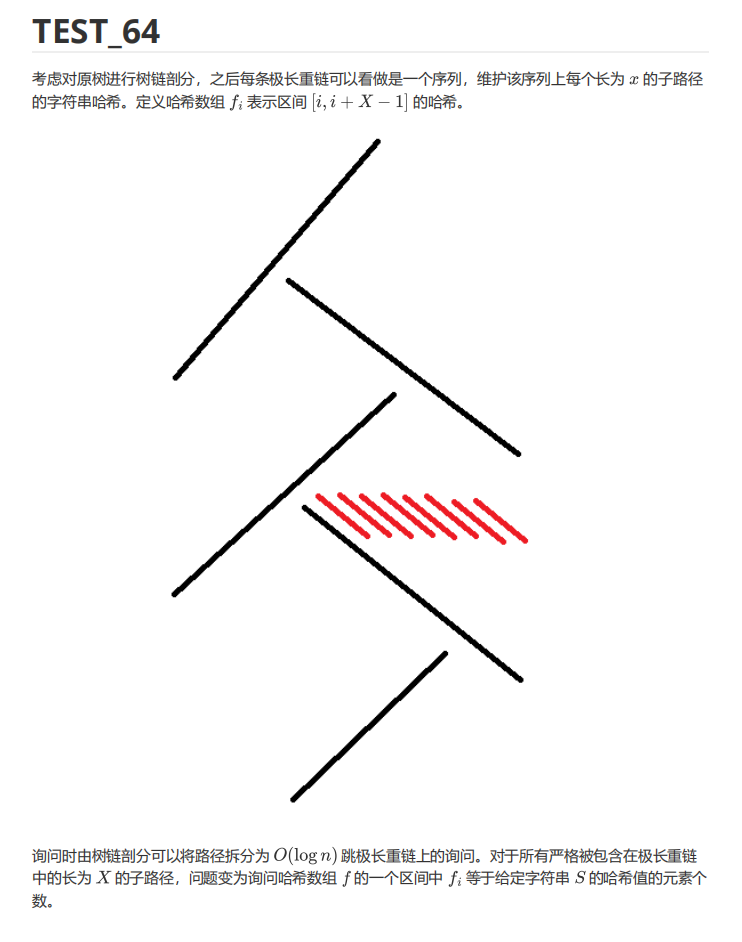 TEST_64
考虑对原树进行树链剖分，之后每条极长重链可以看做是一个序列，维护该序列上每个长为 x 的子路径
的字符串哈希。定义哈希数组 f_i 表示区间 [i, i + X − 1] 的哈希。
询问时由树链剖分可以将路径拆分为 O(log n) 跳极长重链上的询问。对于所有严格被包含在极长重链
中的长为 X 的子路径，问题变为询问哈希数组 f 的一个区间中 f_i 等于给定字符串 S 的哈希值的元素个
数。